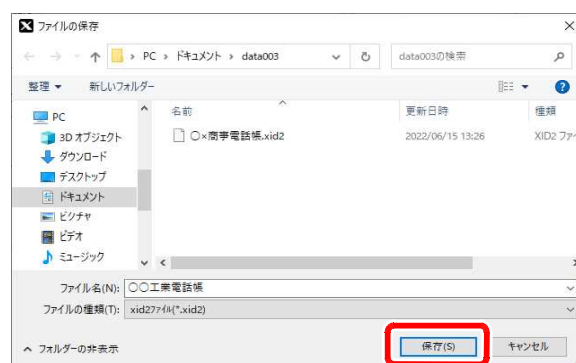 ファイルの保存
PC › ドキュメント › data003
data003の検索
整理 新しいフォルダー
名前 更新日時 種類
○×商事電話帳.xid2 2022/06/15 13:26 XID2 ファ
PC
3D オブジェクト
ダウンロード
デスクトップ
ドキュメント
ピクチャ
ビデオ
ミュージック
ファイル名(N): 〇〇工業電話帳
ファイルの種類(T): xid2ファイル(*.xid2)
フォルダーの非表示
保存(S) キャンセル